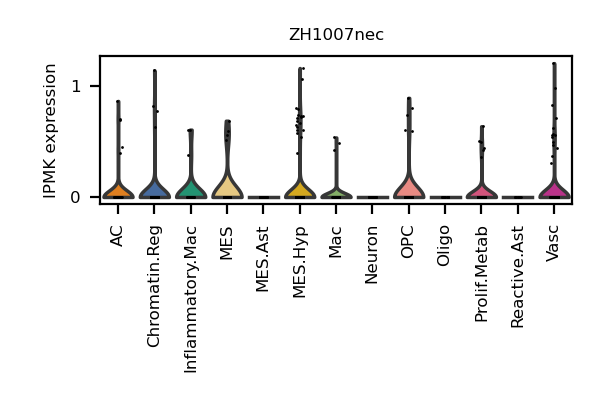 ZH1007nec
IPMK expression
1
0
AC
Chromatin.Reg
Inflammatory.Mac
MES
MES.Ast
MES.Hyp
Mac
Neuron
OPC
Oligo
Prolif.Metab
Reactive.Ast
Vasc